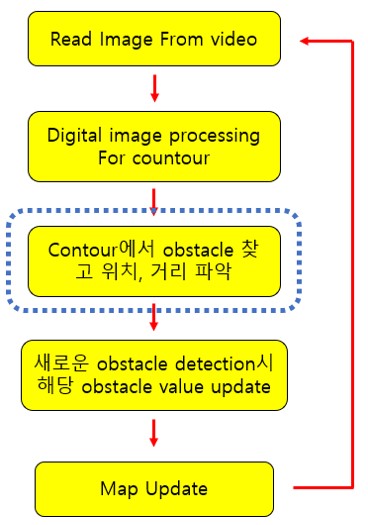 Read Image From video
Digital image processing
For countour
Contour에서 obstacle 찾
고 위치, 거리 파악
새로운 obstacle detection시
해당 obstacle value update
Map Update